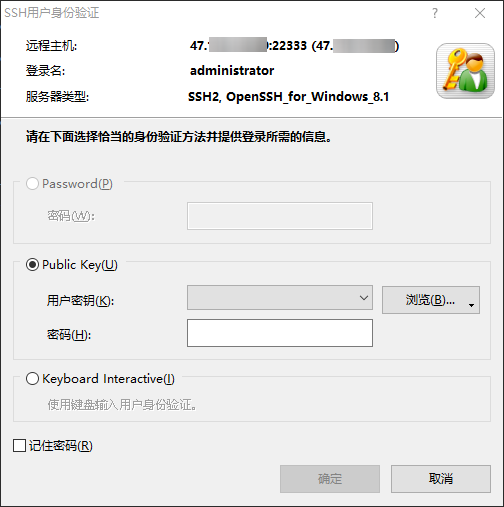 SSH用户身份验证
远程主机: 47. :22333 (47. )
登录名: administrator
服务器类型: SSH2, OpenSSH_for_Windows_8.1
请在下面选择恰当的身份验证方法并提供登录所需的信息。
Password(P)
密码(W):
Public Key(U)
用户密钥(K): 浏览(B)...
密码(H):
Keyboard Interactive(I)
使用键盘输入用户身份验证。
记住密码(R)
确定 取消